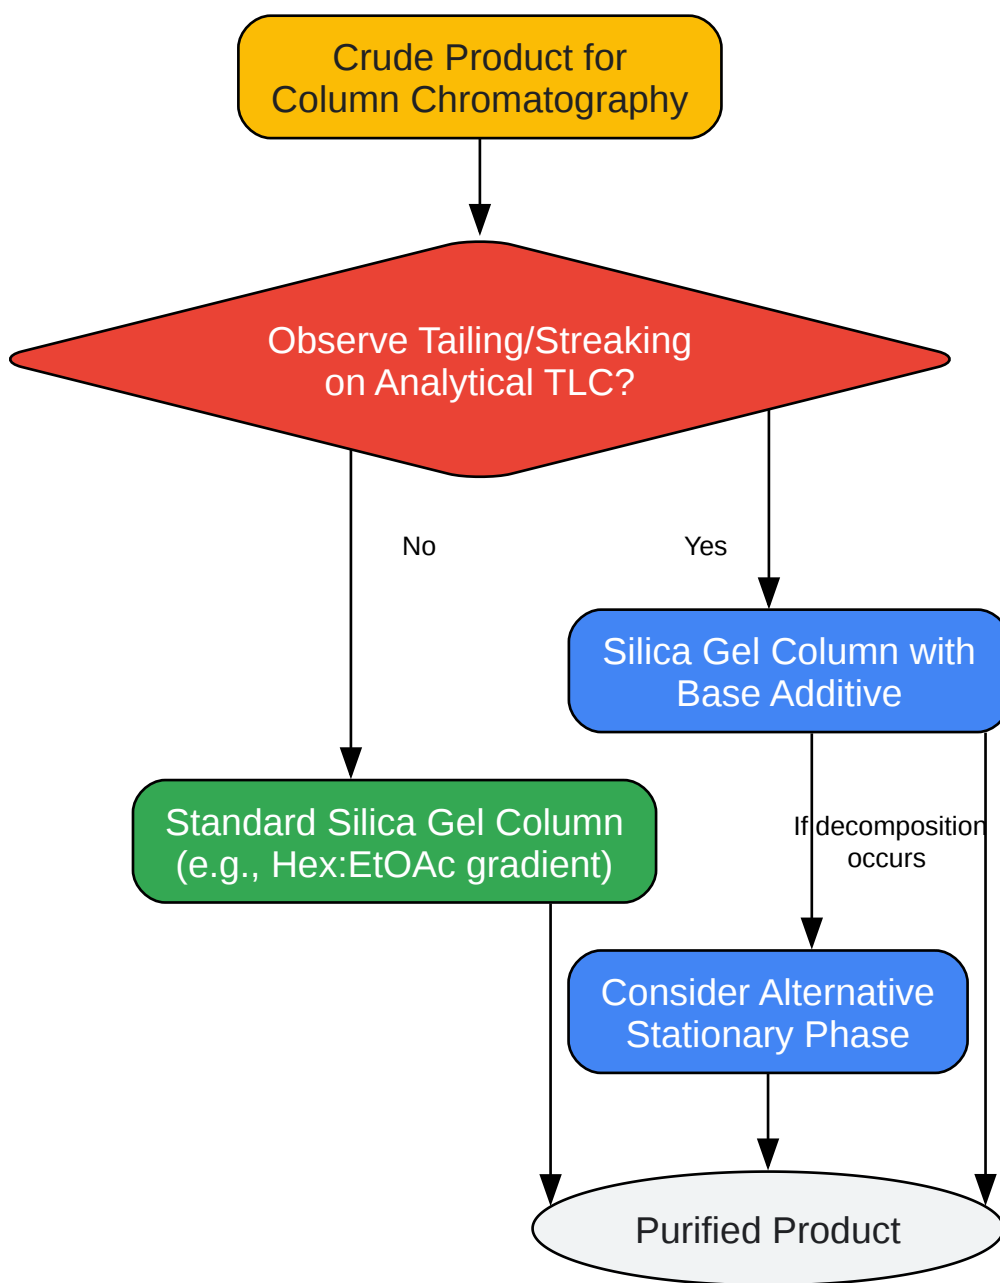 Crude Product for
Column Chromatography
Observe Tailing/Streaking
on Analytical TLC?
No
Yes
Silica Gel Column with
Base Additive
Standard Silica Gel Column
(e.g., Hex:EtOAc gradient)
If decomposition
occurs
Consider Alternative
Stationary Phase
Purified Product